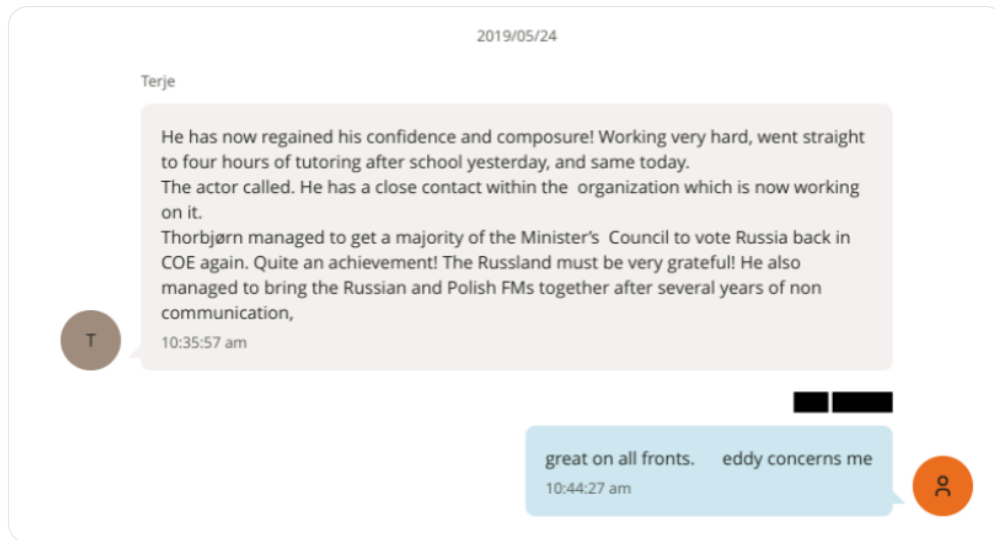 2019/05/24
Terje
He has now regained his confidence and composure! Working very hard, went straight
to four hours of tutoring after school yesterday, and same today.
The actor called. He has a close contact within the  organization which is now working
on it.
Thorbjørn managed to get a majority of the Minister’s  Council to vote Russia back in
COE again. Quite an achievement! The Russland must be very grateful! He also
managed to bring the Russian and Polish FMs together after several years of non
communication,
T
10:35:57 am
great on all fronts.     eddy concerns me
10:44:27 am